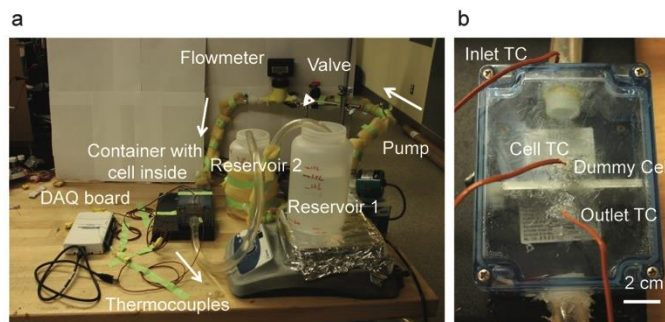 a
Flowmeter
Valve
Container with
cell inside
Reservoir 2
Pump
DAQ board
Reservoir 1
Thermocouples
b
Inlet TC
Cell TC
Dummy Cel
Outlet TC
2 cm